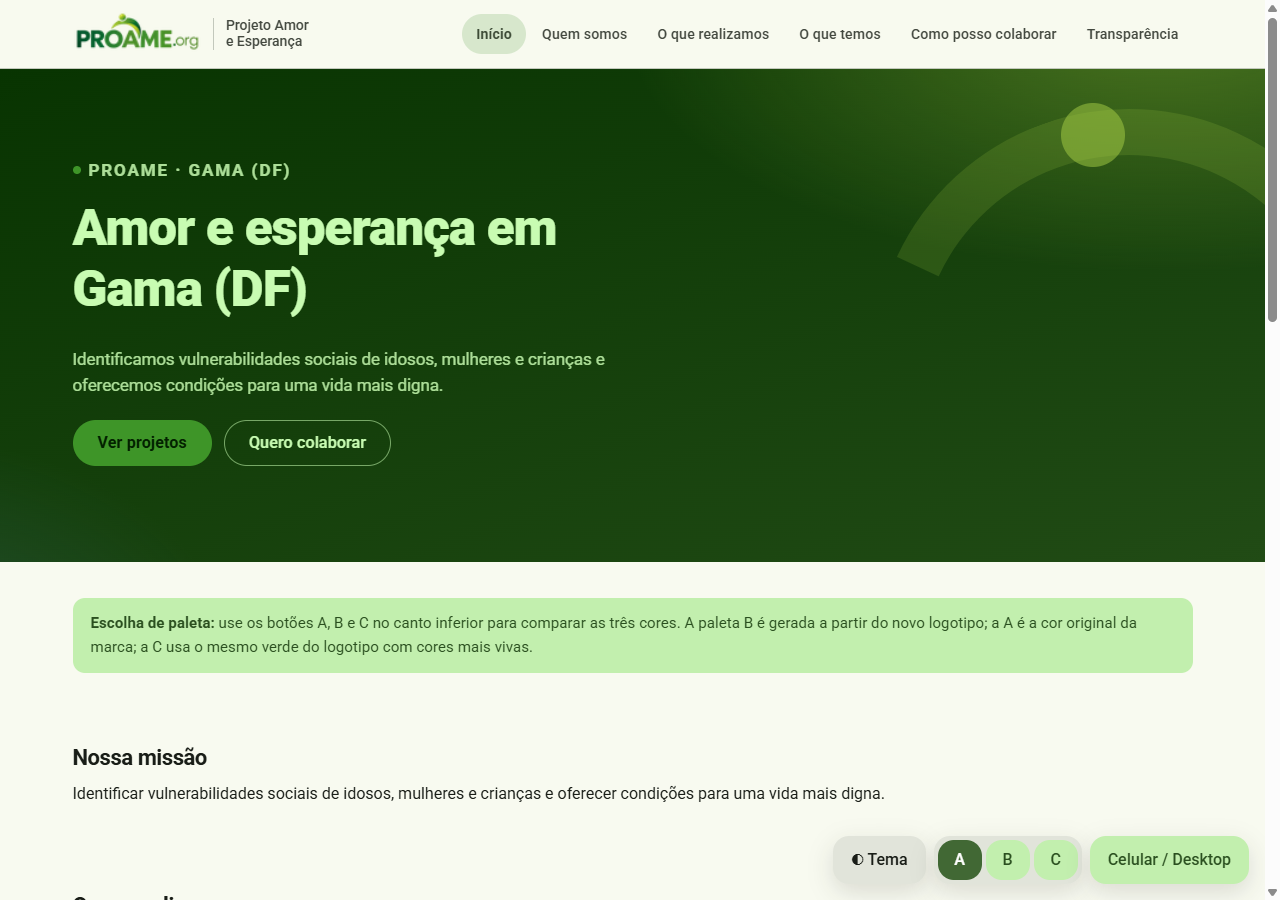 PROAME.org
Projeto Amor
e Esperança
Início
Quem somos
O que realizamos
O que temos
Como posso colaborar
Transparência
PROAME · GAMA (DF)
Amor e esperança em
Gama (DF)
Identificamos vulnerabilidades sociais de idosos, mulheres e crianças e
oferecemos condições para uma vida mais digna.
Ver projetos
Quero colaborar
Escolha de paleta: use os botões A, B e C no canto inferior para comparar as três cores. A paleta B é gerada a partir do novo logotipo; a A é a cor original da
marca; a C usa o mesmo verde do logotipo com cores mais vivas.
Nossa missão
Identificar vulnerabilidades sociais de idosos, mulheres e crianças e oferecer condições para uma vida mais digna.
Tema
A
B
C
Celular / Desktop